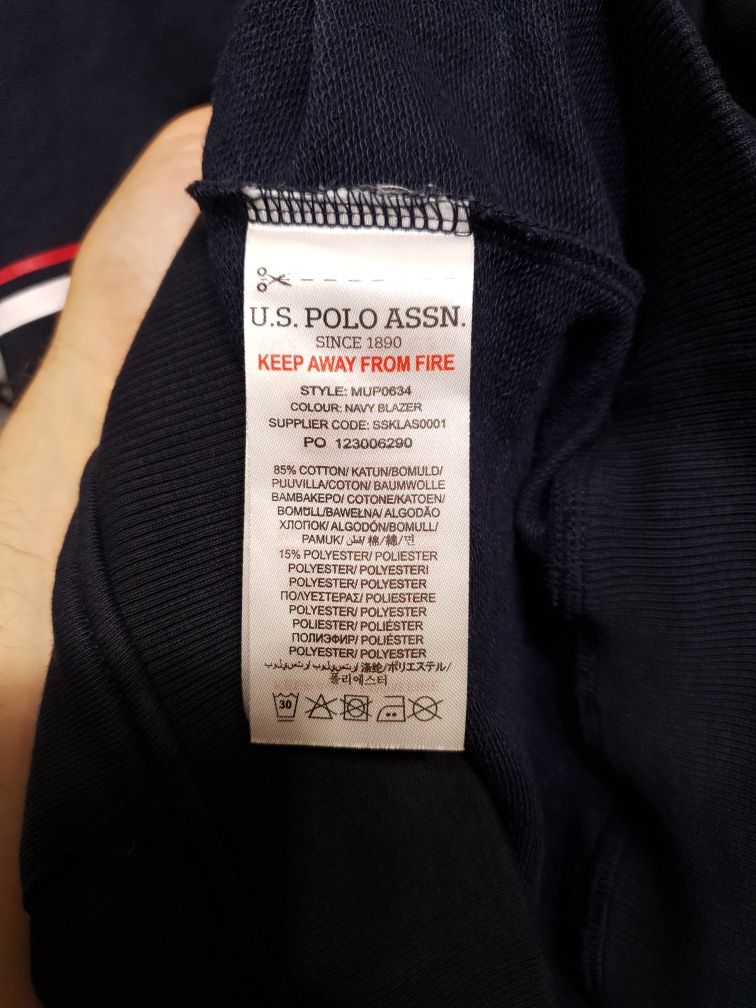 U.S. POLO ASSN.
SINCE 1890
KEEP AWAY FROM FIRE
STYLE: MUP0634
COLOUR: NAVY BLAZER
SUPPLIER CODE: SSKLAS0001
PO 123006290
85% COTTON/ KATUN/BOMULD/
PUUVILLA/COTON/ BAUMWOLLE
BAMBAKEPO/ COTONE/KATOEN/
BOMULL/BAWEŁNA/ ALGODÃO
ХЛОПОК/ ALGODÓN/BOMULL/
PAMUK/ قطن/ 棉/綿/면
15% POLYESTER/ POLIESTER
POLYESTER/ POLYESTERI
POLYESTER/ POLYESTER
ΠΟΛΥΕΣΤΕΡΑΣ/ POLIESTERE
POLYESTER/ POLYESTER
POLIESTER/ POLIÉSTER
ПОЛИЭФИР/ POLIÉSTER
POLYESTER/ POLYESTER
بوليستر/ بوليستر/ 涤纶/ポリエステル/
폴리에스터
30